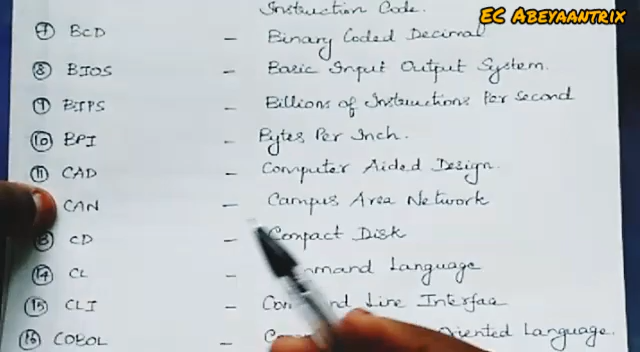 Instruction Code.
EC ABEYAANTRIX
7 BCD - Binary Coded Decimal
8 BIOS - Basic Input Output System.
9 BIPS - Billions of Instructions Per Second
10 BPI - Bytes Per Inch.
11 CAD - Computer Aided Design.
CAN - Campus Area Network
CD - Compact Disk
14 CL - mmand Language
15 CLI - Line Interface
16 COBOL - Oriented Language.